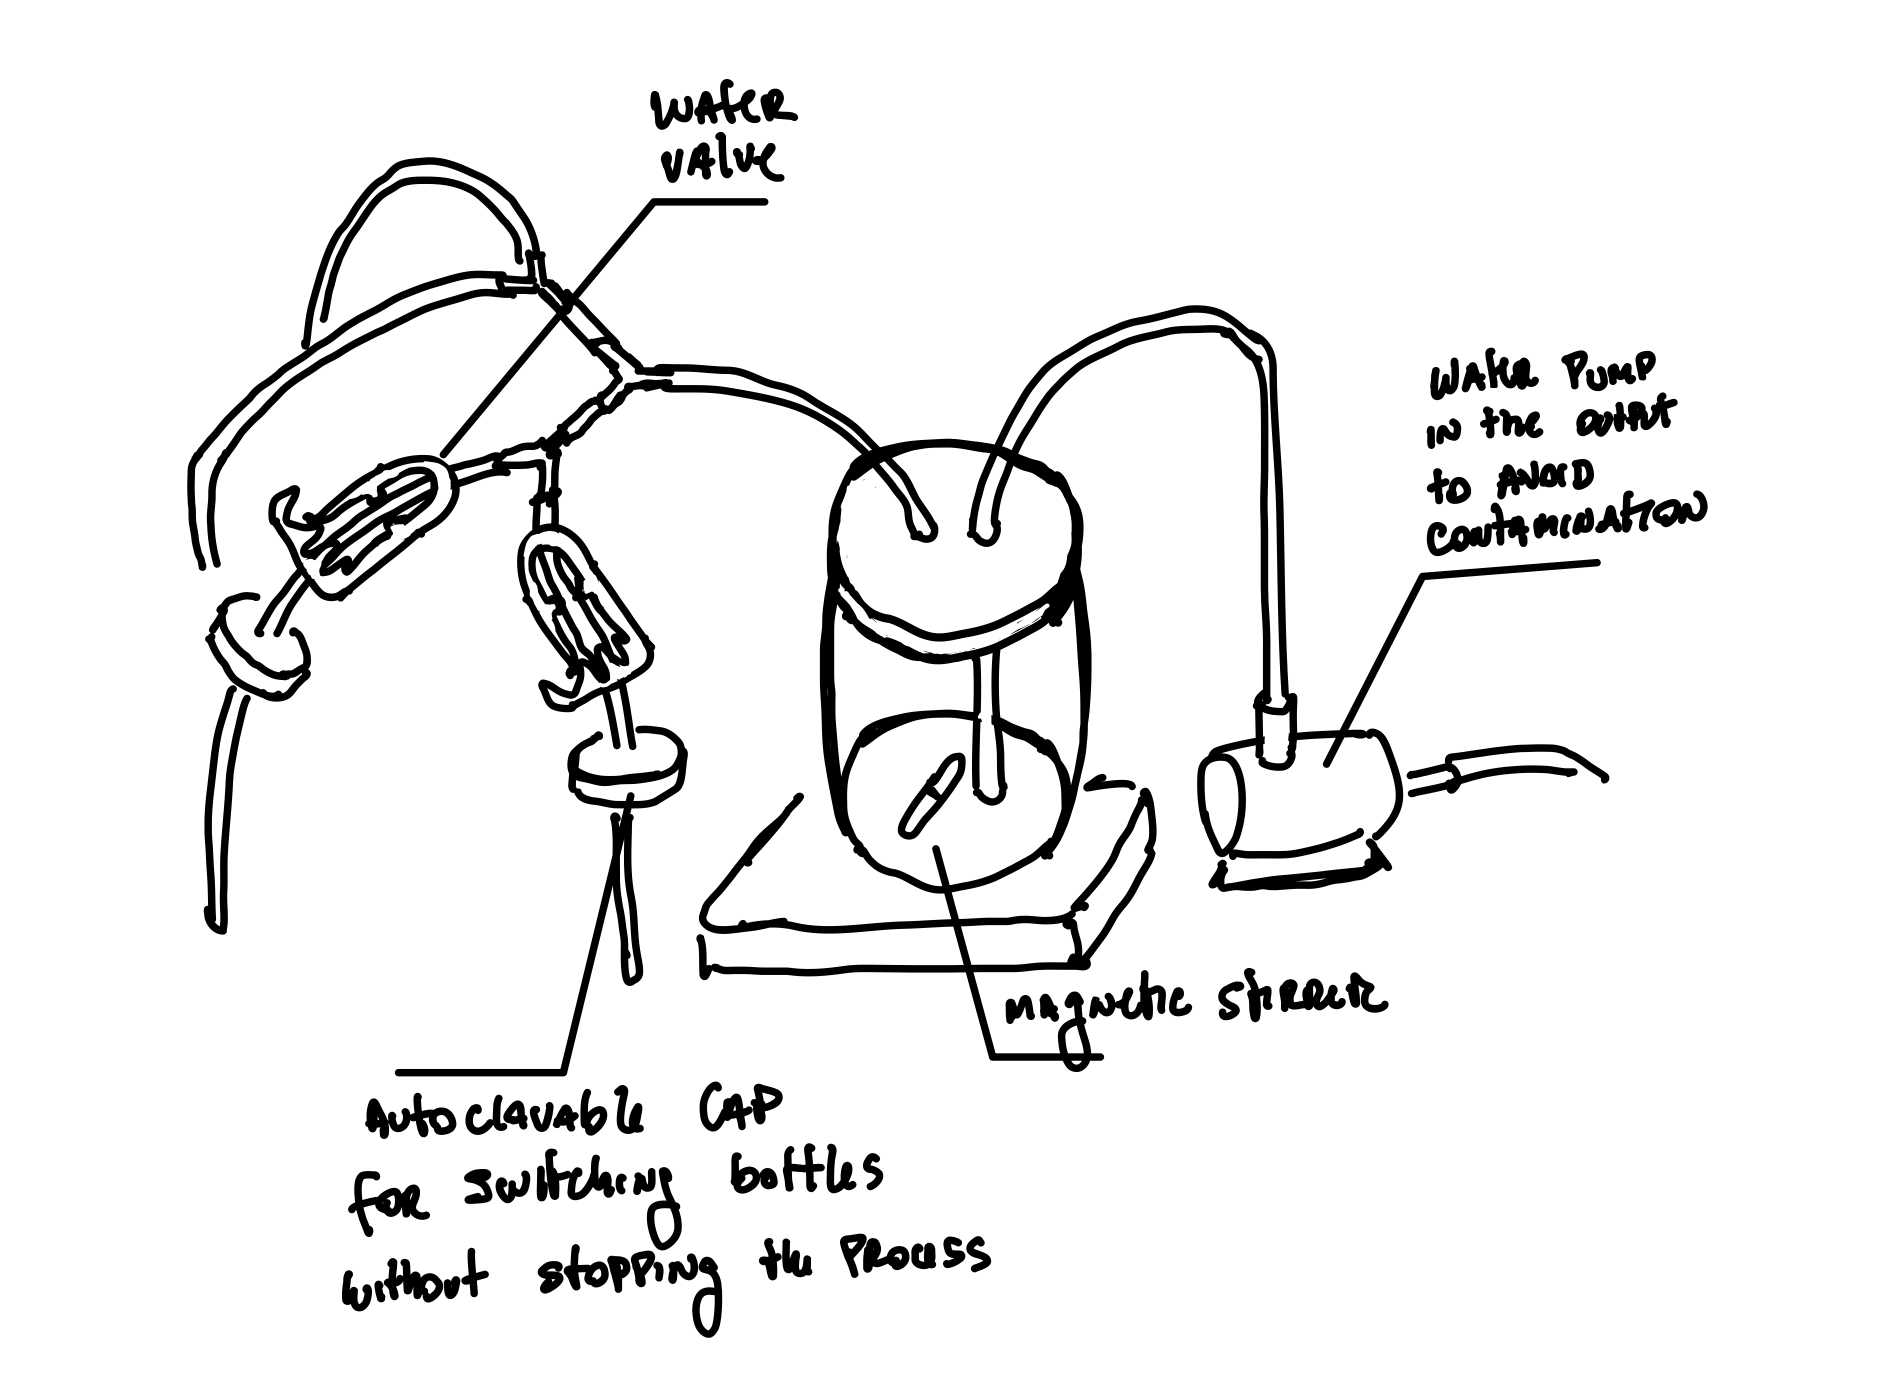 Water
valve
Water Pump
in the output
to avoid
contamination
magnetic stirrer
Autoclavable cap
for switching bottles
without stopping the process